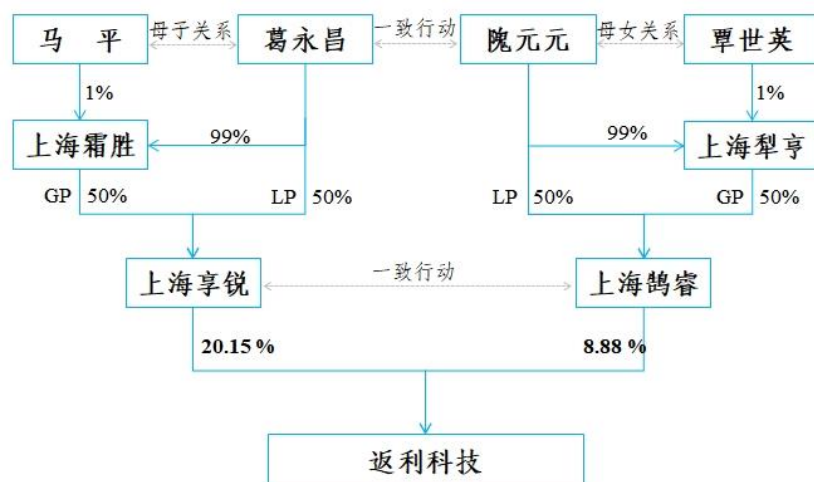 马 平 母子关系 葛永昌 一致行动 隗元元 母女关系 覃世英
1% 1%
上海霜胜 99% 99% 上海犁亨
GP 50% LP 50% LP 50% GP 50%
上海享锐 一致行动 上海鹄睿
20.15 % 8.88 %
返利科技